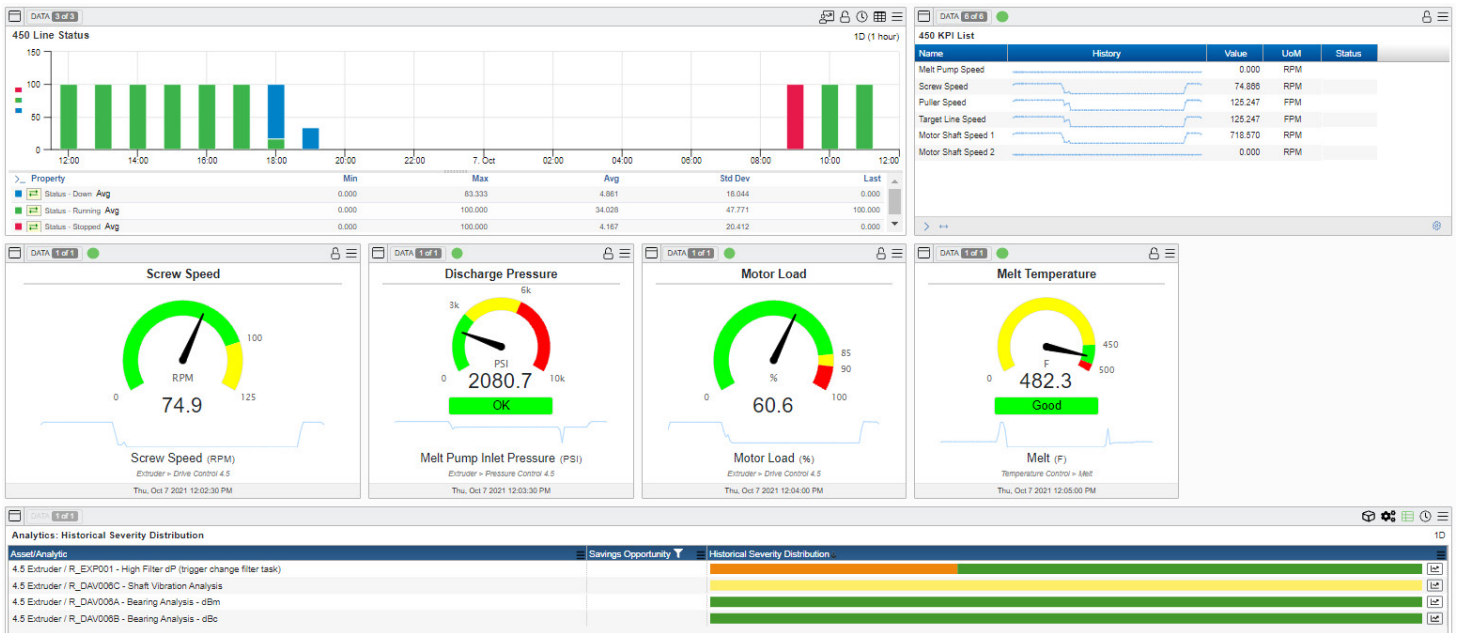 DATA 3 of 3
450 Line Status
1D (1 hour)
150
100
50
0
12:00 14:00 16:00 18:00 20:00 22:00 7. Oct 02:00 04:00 06:00 08:00 10:00 12:00
>_ Property Min Max Avg Std Dev Last
Status - Down Avg 0.000 83.333 4.861 18.044 0.000
Status - Running Avg 0.000 100.000 34.028 47.771 100.000
Status - Stopped Avg 0.000 100.000 4.167 20.412 0.000
DATA 6 of 6
450 KPI List
Name History Value UoM Status
Melt Pump Speed 0.000 RPM
Screw Speed 74.866 RPM
Puller Speed 125.247 FPM
Target Line Speed 125.247 FPM
Motor Shaft Speed 1 718.570 RPM
Motor Shaft Speed 2 0.000 RPM
DATA 1 of 1
Screw Speed
100
RPM
0 125
74.9
Screw Speed (RPM)
Extruder » Drive Control 4.5
Thu, Oct 7 2021 12:02:30 PM
DATA 1 of 1
Discharge Pressure
6k
3k
PSI
0 10k
2080.7
OK
Melt Pump Inlet Pressure (PSI)
Extruder » Pressure Control 4.5
Thu, Oct 7 2021 12:03:30 PM
DATA 1 of 1
Motor Load
85
90
%
0 100
60.6
Motor Load (%)
Extruder » Drive Control 4.5
Thu, Oct 7 2021 12:04:00 PM
DATA 1 of 1
Melt Temperature
450
F
500
0
482.3
Good
Melt (F)
Temperature Control » Melt
Thu, Oct 7 2021 12:05:00 PM
DATA 1 of 1
Analytics: Historical Severity Distribution
1D
Asset/Analytic Savings Opportunity Historical Severity Distribution
4.5 Extruder / R_EXP001 - High Filter dP (trigger change filter task)
4.5 Extruder / R_DAV006C - Shaft Vibration Analysis
4.5 Extruder / R_DAV006A - Bearing Analysis - dBm
4.5 Extruder / R_DAV006B - Bearing Analysis - dBc